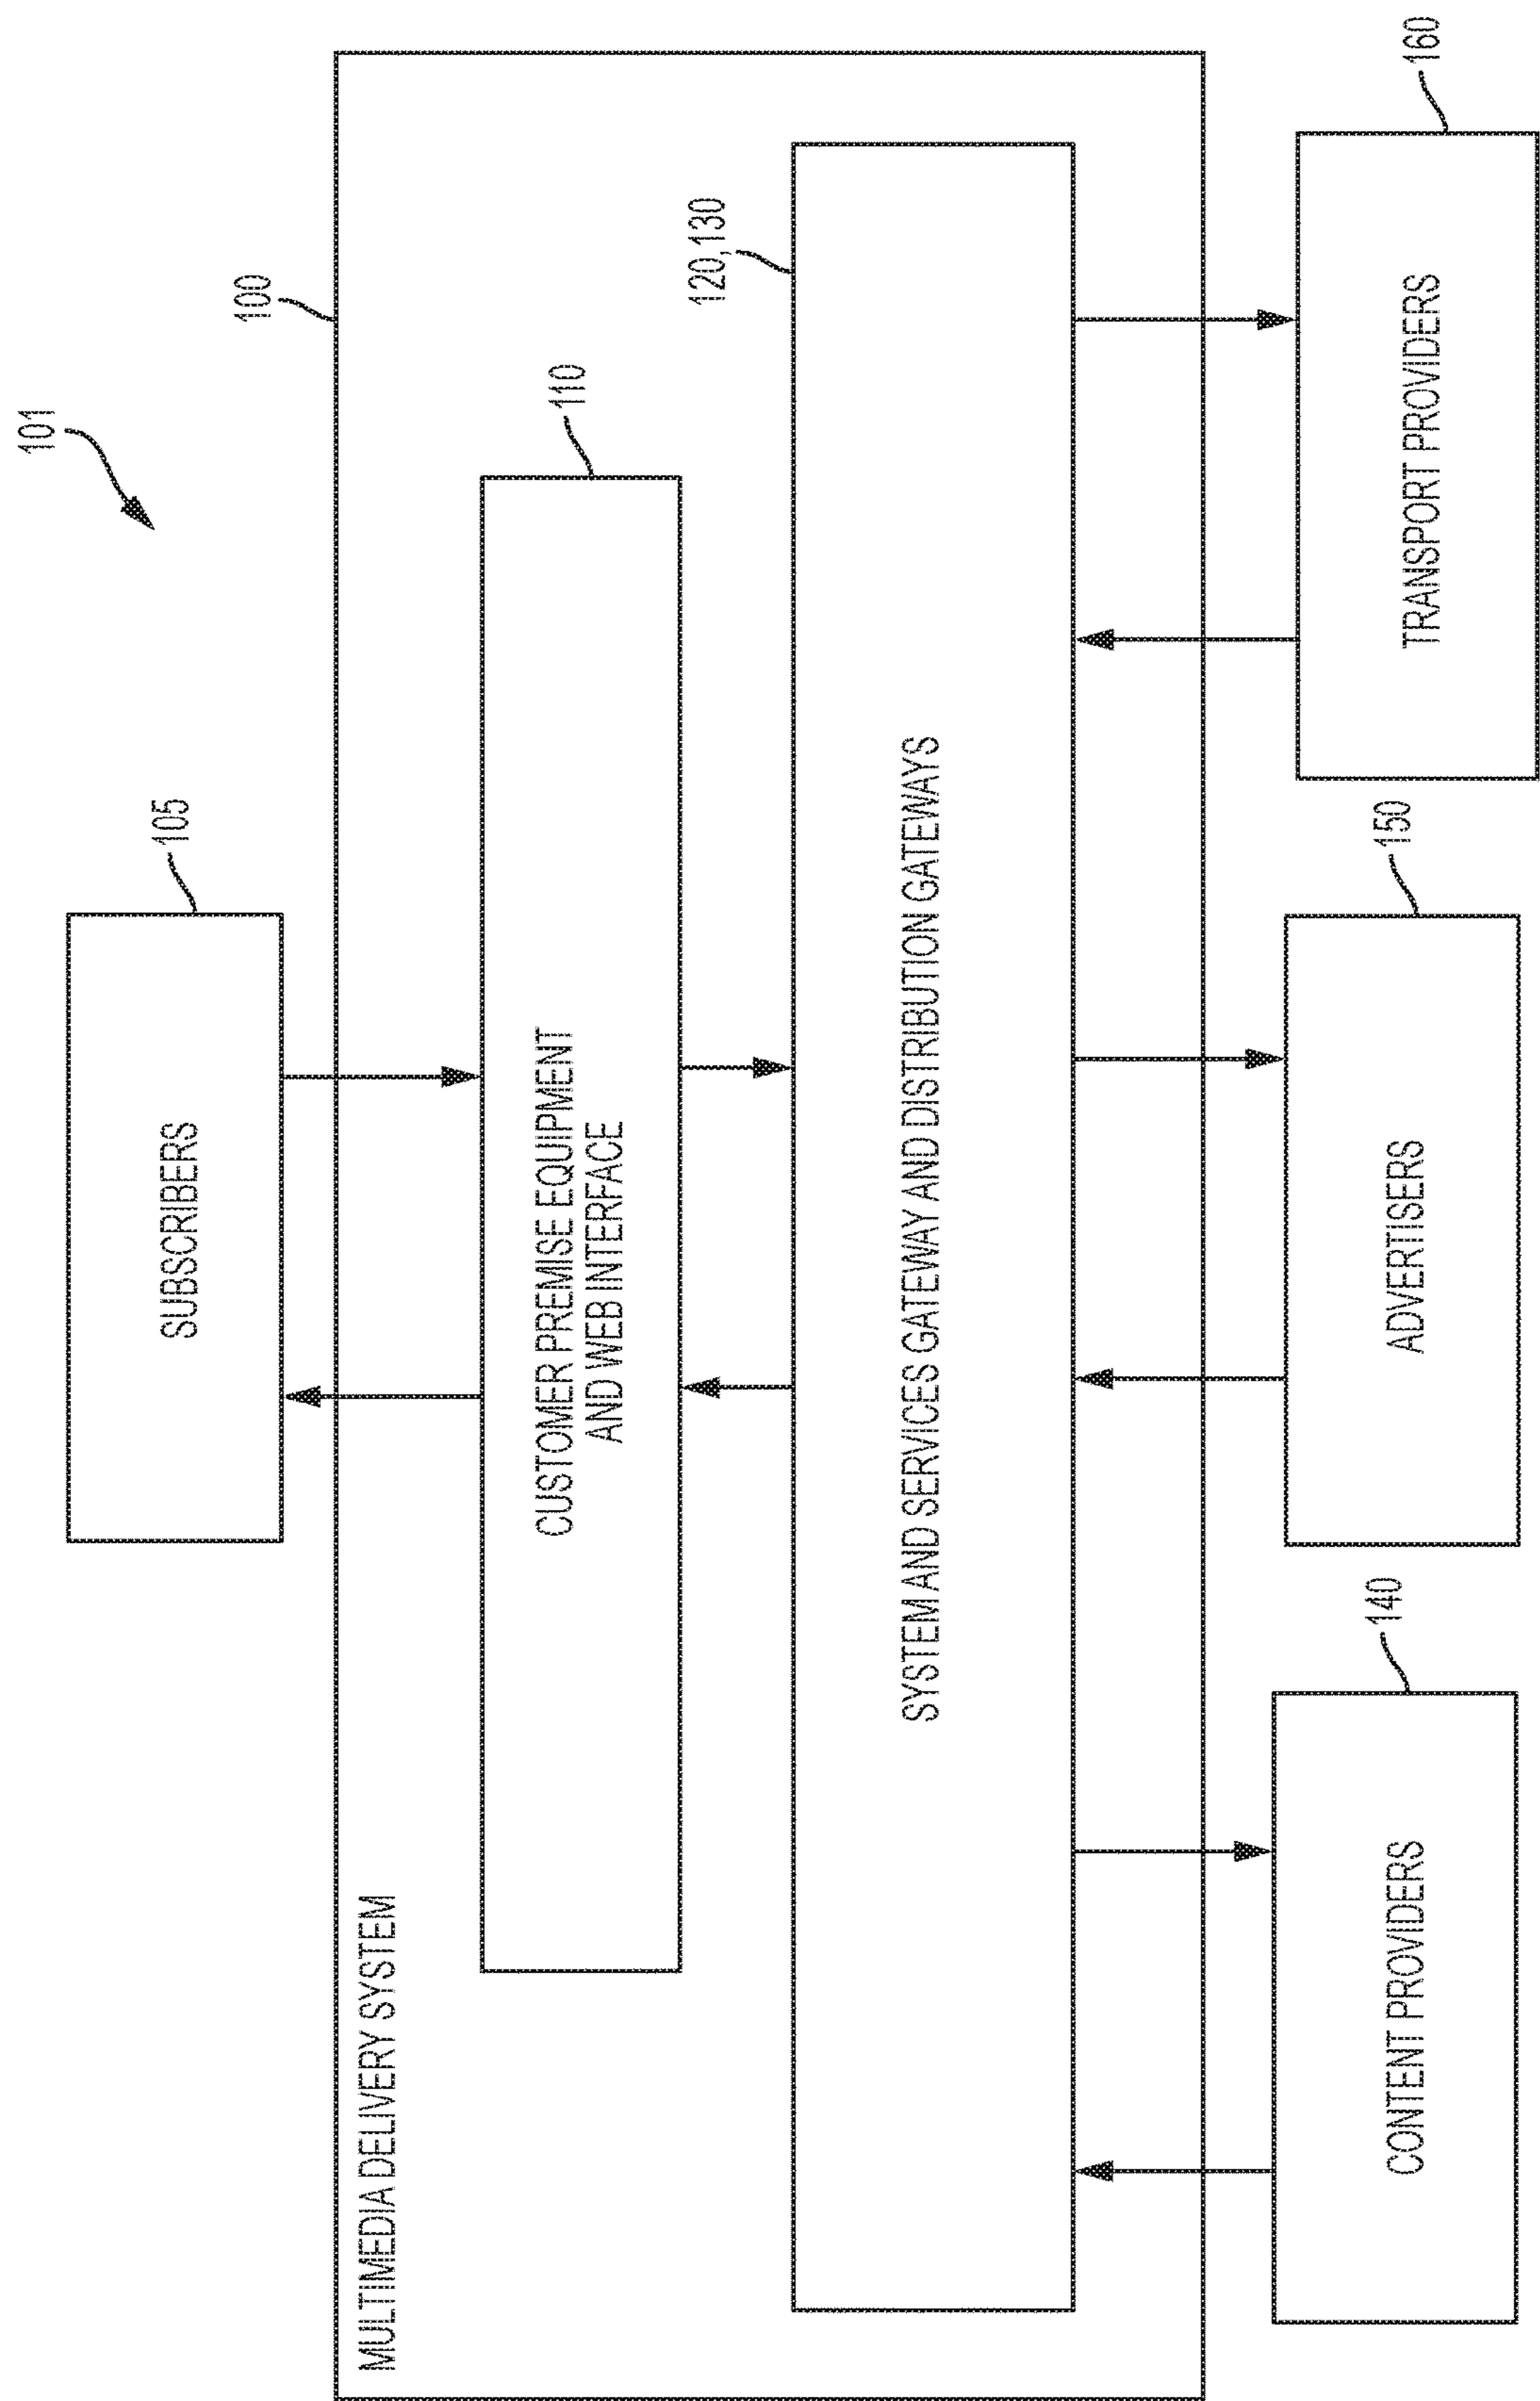 101
SUBSCRIBERS
105
100
MULTIMEDIA DELIVERY SYSTEM
110
CUSTOMER PREMISE EQUIPMENT
AND WEB INTERFACE
120,130
SYSTEM AND SERVICES GATEWAY AND DISTRIBUTION GATEWAYS
140
CONTENT PROVIDERS
150
ADVERTISERS
160
TRANSPORT PROVIDERS